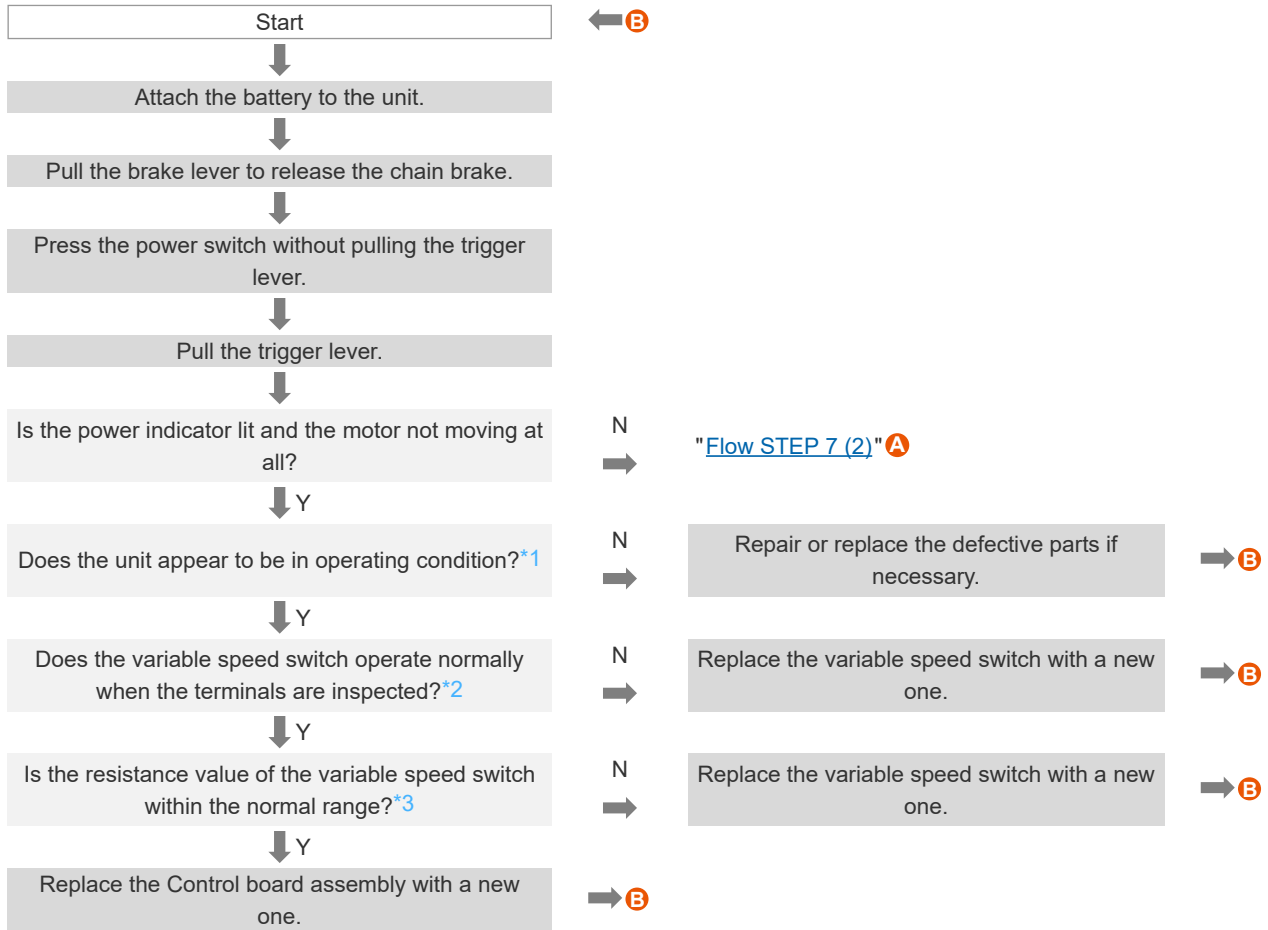 Start
B
Attach the battery to the unit.
Pull the brake lever to release the chain brake.
Press the power switch without pulling the trigger
lever.
Pull the trigger lever.
Is the power indicator lit and the motor not moving at
all?
N
"Flow STEP 7 (2)" A
Y
Does the unit appear to be in operating condition?*1
N
Repair or replace the defective parts if
necessary.
B
Y
Does the variable speed switch operate normally
when the terminals are inspected?*2
N
Replace the variable speed switch with a new
one.
B
Y
Is the resistance value of the variable speed switch
within the normal range?*3
N
Replace the variable speed switch with a new
one.
B
Y
Replace the Control board assembly with a new
one.
B